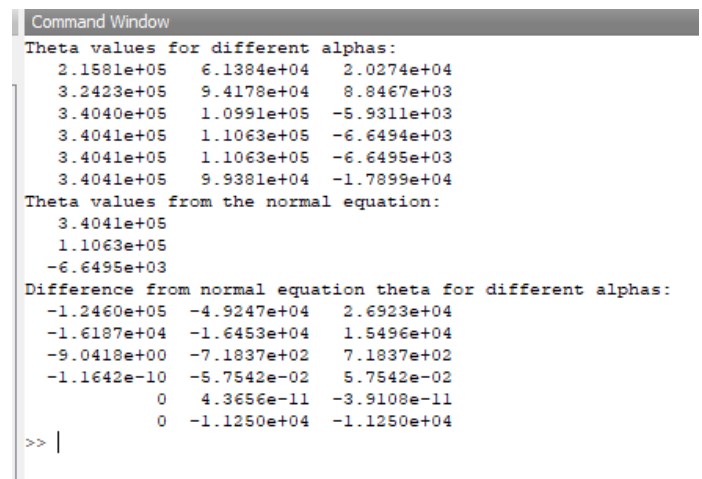 Command Window
Theta values for different alphas:
2.1581e+05 6.1384e+04 2.0274e+04
3.2423e+05 9.4178e+04 8.8467e+03
3.4040e+05 1.0991e+05 -5.9311e+03
3.4041e+05 1.1063e+05 -6.6494e+03
3.4041e+05 1.1063e+05 -6.6495e+03
3.4041e+05 9.9381e+04 -1.7899e+04
Theta values from the normal equation:
3.4041e+05
1.1063e+05
-6.6495e+03
Difference from normal equation theta for different alphas:
-1.2460e+05 -4.9247e+04 2.6923e+04
-1.6187e+04 -1.6453e+04 1.5496e+04
-9.0418e+00 -7.1837e+02 7.1837e+02
-1.1642e-10 -5.7542e-02 5.7542e-02
0 4.3656e-11 -3.9108e-11
0 -1.1250e+04 -1.1250e+04
>>